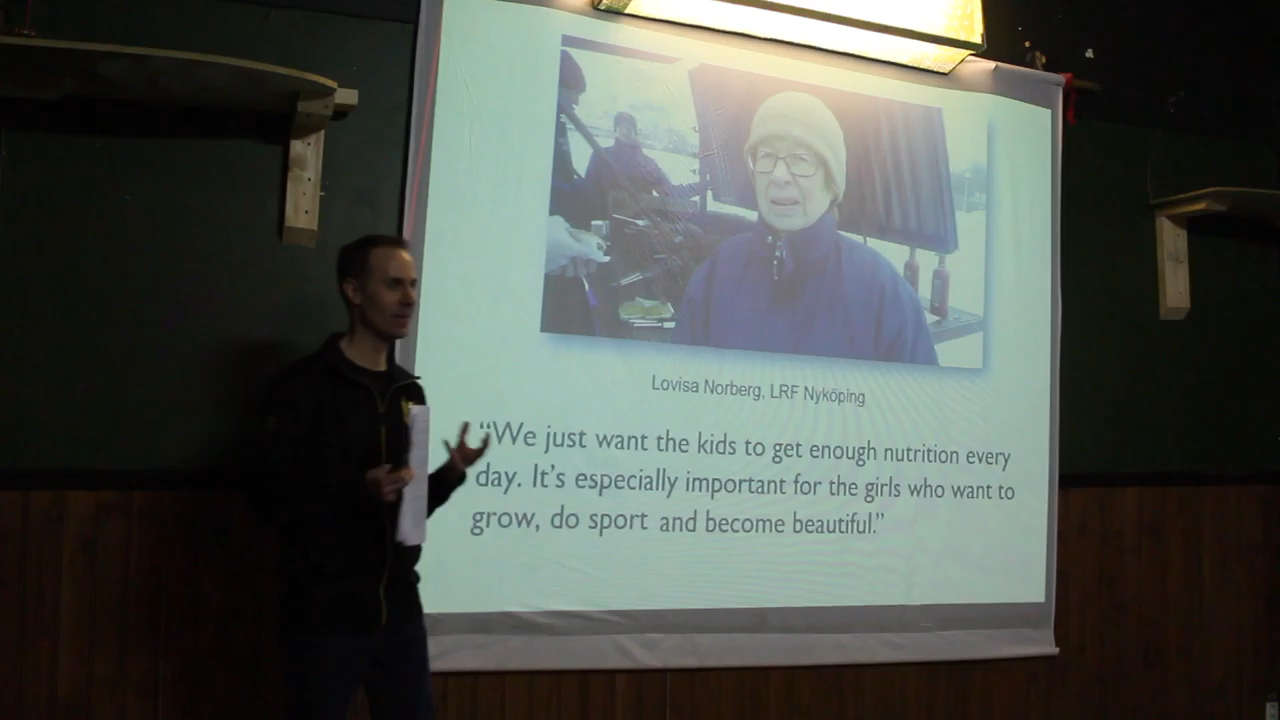 Lovisa Norberg, LRF Nyköping
“We just want the kids to get enough nutrition every
day. It’s especially important for the girls who want to
grow, do sport and become beautiful.”